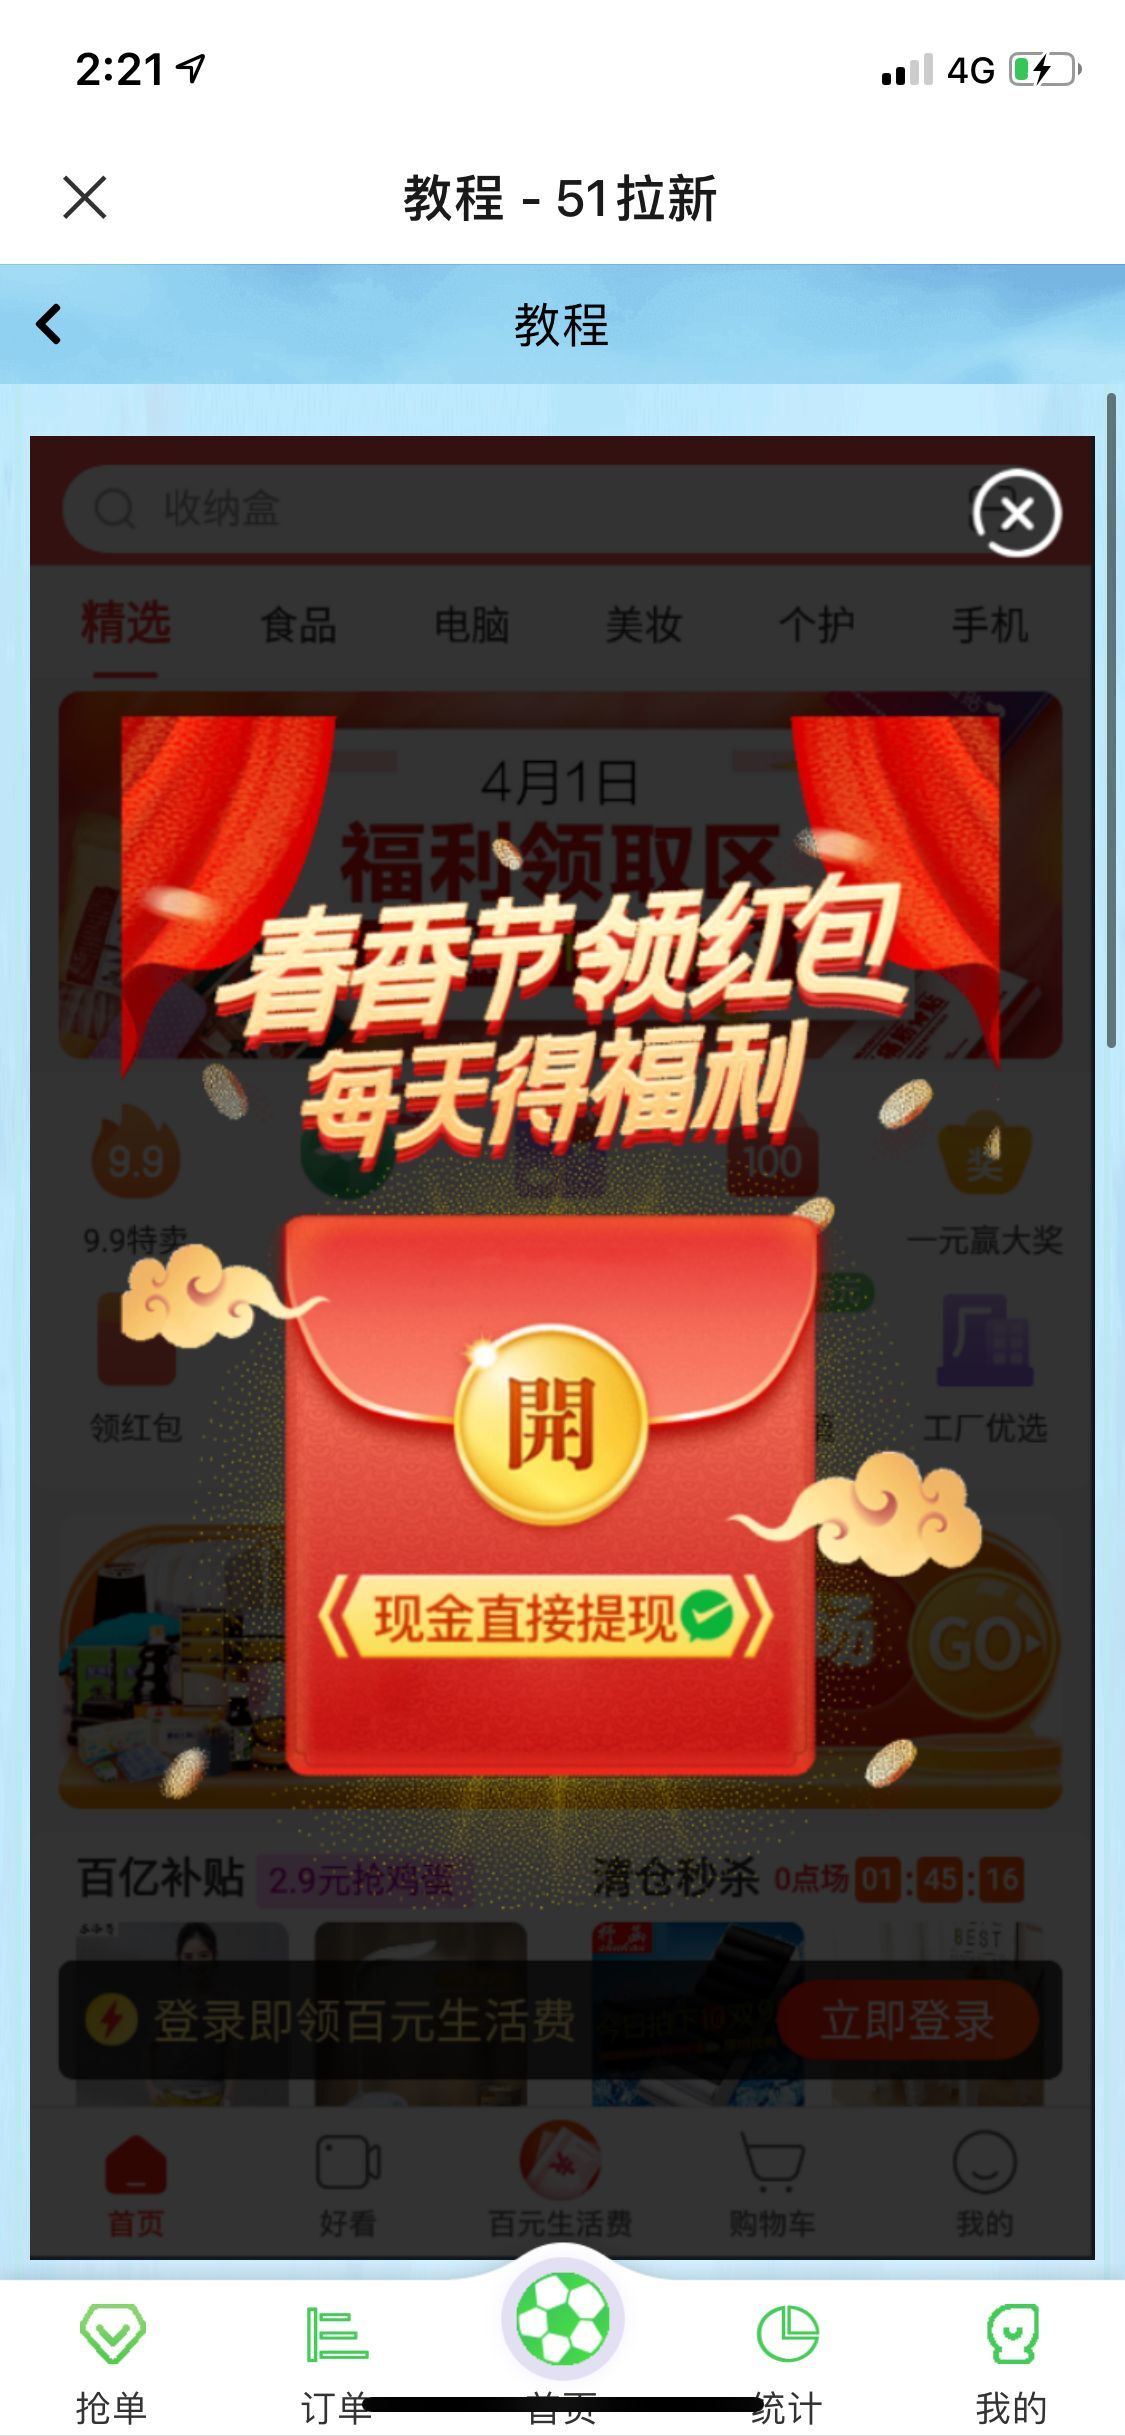 2:21
4G
教程 - 51拉新
教程
收纳盒
精选 食品 电脑 美妆 个护 手机
4月1日
福利领取区
春香节领红包
每天得福利
9.9
100
奖
9.9特卖
一元赢大奖
開
领红包
工厂优选
现金直接提现
场 GO
百亿补贴 2.9元抢鸡蛋
清仓秒杀 0点场 01:45:16
BEST
登录即领百元生活费
立即登录
首页 好看 百元生活费 购物车 我的
抢单 订单 首页 统计 我的